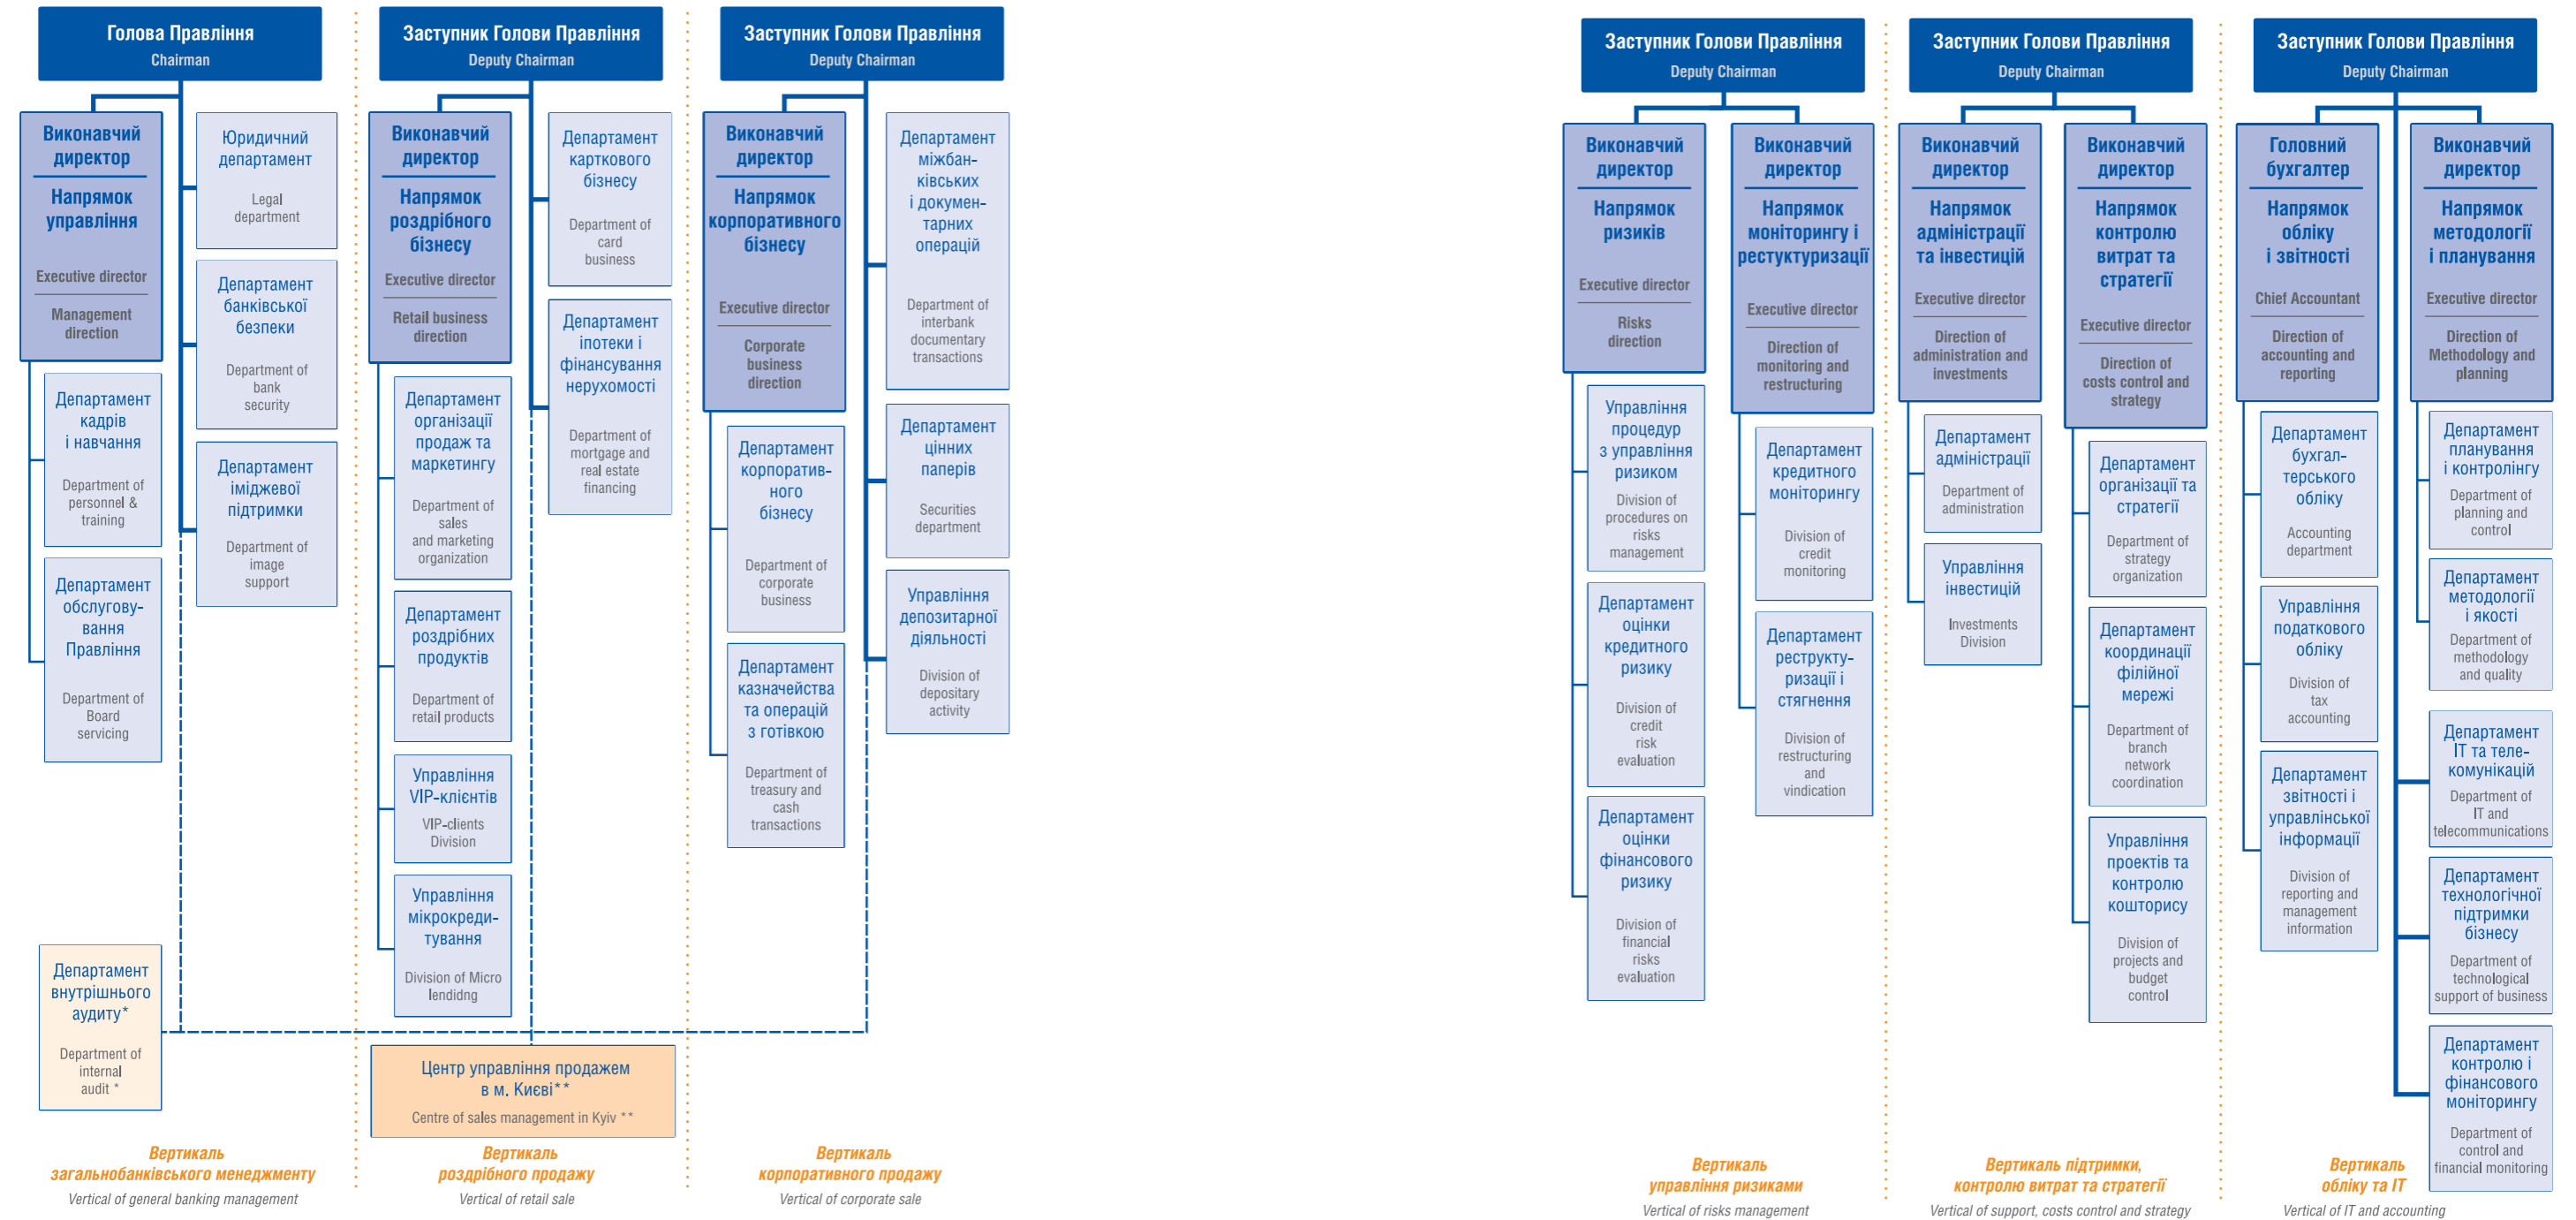 Голова Правління
Chairman
Виконавчий
директор
Напрямок
управління
Executive director
Management
direction
Департамент
кадрів
і навчання
Department of
personnel &
training
Департамент
обслугову-
вання
Правління
Department of
Board
servicing
Юридичний
департамент
Legal
department
Департамент
банківської
безпеки
Department of
bank
security
Департамент
іміджевої
підтримки
Department of
image
support
Департамент
внутрішнього
аудиту*
Department of
internal
audit *
Вертикаль
загальнобанківського менеджменту
Vertical of general banking management
Заступник Голови Правління
Deputy Chairman
Виконавчий
директор
Напрямок
роздрібного
бізнесу
Executive director
Retail business
direction
Департамент
організації
продаж та
маркетингу
Department of
sales
and marketing
organization
Департамент
роздрібних
продуктів
Department of
retail products
Управління
VIP-клієнтів
VIP-clients
Division
Управління
мікрокреди-
тування
Division of Micro
lendidng
Департамент
карткового
бізнесу
Department of
card
business
Департамент
іпотеки і
фінансування
нерухомості
Department of
mortgage and
real estate
financing
Центр управління продажем
в м. Києві**
Centre of sales management in Kyiv **
Вертикаль
роздрібного продажу
Vertical of retail sale
Заступник Голови Правління
Deputy Chairman
Виконавчий
директор
Напрямок
корпоративного
бізнесу
Executive director
Corporate
business
direction
Департамент
корпоратив-
ного
бізнесу
Department of
corporate
business
Департамент
казначейства
та операцій
з готівкою
Department of
treasury and
cash
transactions
Департамент
міжбан-
ківських
і докумен-
тарних
операцій
Department of
interbank
documentary
transactions
Департамент
цінних
паперів
Securities
department
Управління
депозитарної
діяльності
Division of
depositary
activity
Вертикаль
корпоративного продажу
Vertical of corporate sale
Заступник Голови Правління
Deputy Chairman
Виконавчий
директор
Напрямок
ризиків
Executive director
Risks
direction
Управління
процедур
з управління
ризиком
Division of
procedures on
risks
management
Департамент
оцінки
кредитного
ризику
Division of
credit
risk
evaluation
Департамент
оцінки
фінансового
ризику
Division of
financial
risks
evaluation
Виконавчий
директор
Напрямок
моніторингу і
рестуктуризації
Executive director
Direction of
monitoring and
restructuring
Департамент
кредитного
моніторингу
Division of
credit
monitoring
Департамент
реструкту-
ризації і
стягнення
Division of
restructuring
and
vindication
Вертикаль
управління ризиками
Vertical of risks management
Заступник Голови Правління
Deputy Chairman
Виконавчий
директор
Напрямок
адміністрації
та інвестицій
Executive director
Direction of
administration and
investments
Департамент
адміністрації
Department of
administration
Управління
інвестицій
Investments
Division
Виконавчий
директор
Напрямок
контролю
витрат та
стратегії
Executive director
Direction of
costs control and
strategy
Департамент
організації та
стратегії
Department of
strategy
organization
Департамент
координації
філійної
мережі
Department of
branch
network
coordination
Управління
проектів та
контролю
кошторису
Division of
projects and
budget
control
Вертикаль підтримки,
контролю витрат та стратегії
Vertical of support, costs control and strategy
Заступник Голови Правління
Deputy Chairman
Головний
бухгалтер
Напрямок
обліку
і звітності
Chief Accountant
Direction of
accounting and
reporting
Департамент
бухгал-
терського
обліку
Accounting
department
Управління
податкового
обліку
Division of
tax
accounting
Департамент
звітності і
управлінської
інформації
Division of
reporting and
management
information
Виконавчий
директор
Напрямок
методології
і планування
Executive director
Direction of
Methodology and
planning
Департамент
планування
і контролінгу
Department of
planning and
control
Департамент
методології
і якості
Department of
methodology
and quality
Департамент
ІТ та теле-
комунікацій
Department of
IT and
telecommunications
Департамент
технологічної
підтримки
бізнесу
Department of
technological
support of business
Департамент
контролю і
фінансового
моніторингу
Department of
control and
financial monitoring
Вертикаль
обліку та ІТ
Vertical of IT and accounting